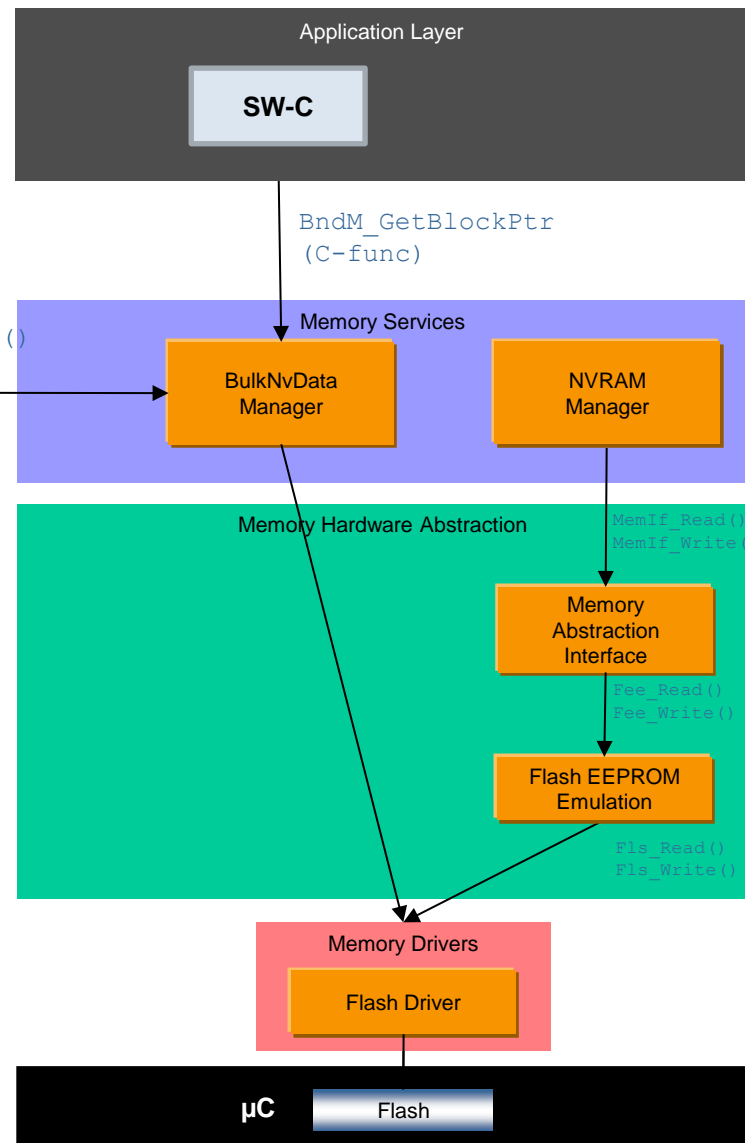 Application Layer
SW-C
BndM_GetBlockPtr
(C-func)
Memory Services
()
BulkNvData
Manager
NVRAM
Manager
Memory Hardware Abstraction
MemIf_Read()
MemIf_Write(
Memory
Abstraction
Interface
Fee_Read()
Fee_Write()
Flash EEPROM
Emulation
Fls_Read()
Fls_Write()
Memory Drivers
Flash Driver
µC
Flash